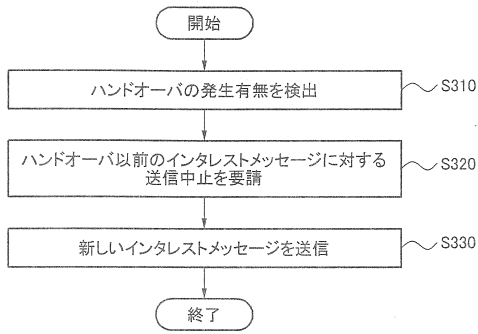 開始
ハンドオーバの発生有無を検出
S310
ハンドオーバ以前のインタレストメッセージに対する
送信中止を要請
S320
新しいインタレストメッセージを送信
S330
終了